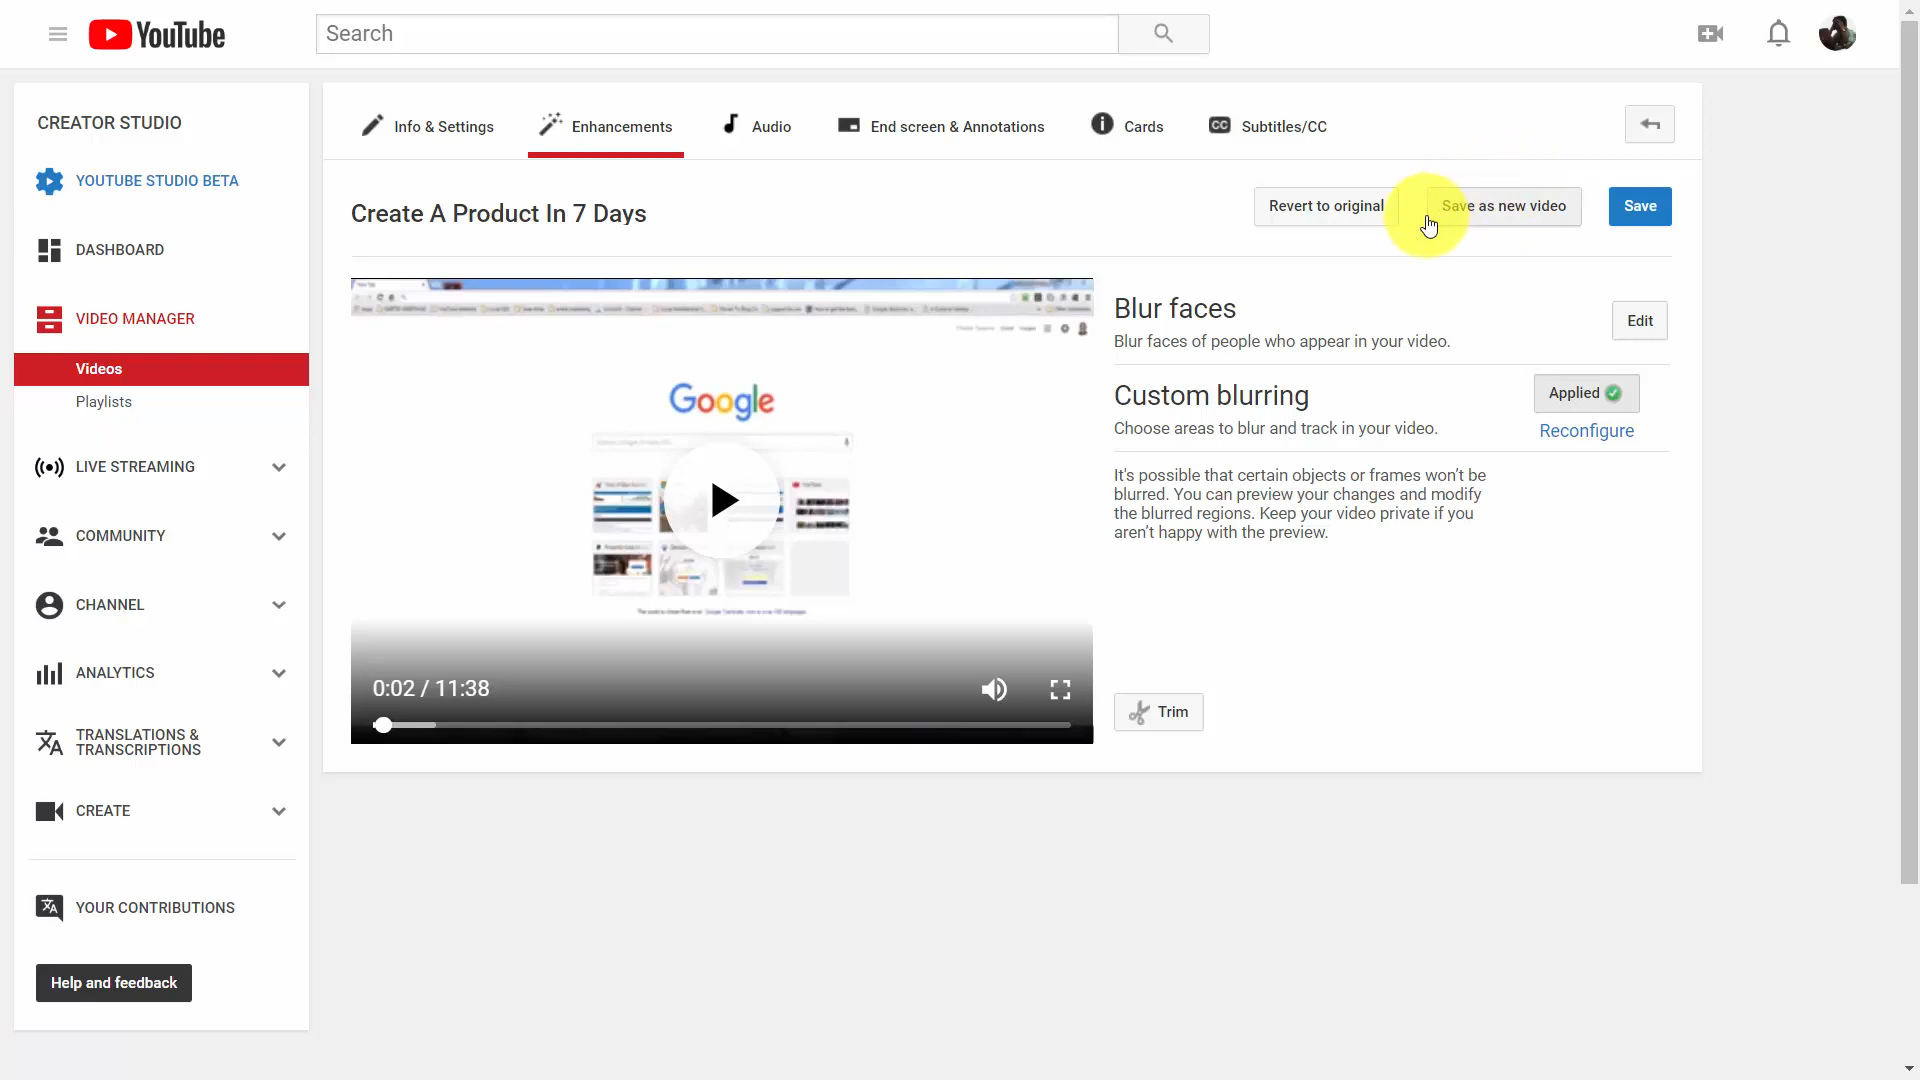 YouTube
Search
CREATOR STUDIO
YOUTUBE STUDIO BETA
DASHBOARD
VIDEO MANAGER
Videos
Playlists
LIVE STREAMING
COMMUNITY
CHANNEL
ANALYTICS
TRANSLATIONS &
TRANSCRIPTIONS
CREATE
YOUR CONTRIBUTIONS
Help and feedback
Info & Settings
Enhancements
Audio
End screen & Annotations
Cards
CC Subtitles/CC
Create A Product In 7 Days
Revert to original
Save as new video
Save
Google
0:02 / 11:38
Blur faces
Blur faces of people who appear in your video.
Edit
Custom blurring
Choose areas to blur and track in your video.
Applied
Reconfigure
It's possible that certain objects or frames won’t be
blurred. You can preview your changes and modify
the blurred regions. Keep your video private if you
aren’t happy with the preview.
Trim